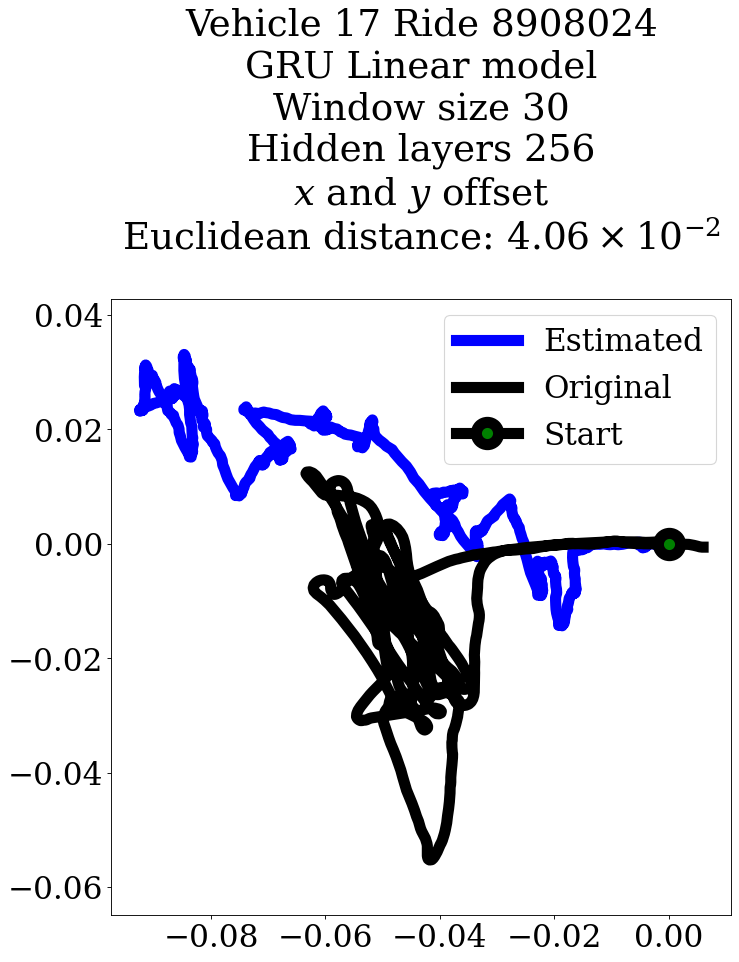 Vehicle 17 Ride 8908024
GRU Linear model
Window size 30
Hidden layers 256
x and y offset
Euclidean distance: 4.06 × 10⁻²
0.04
0.02
0.00
−0.02
−0.04
−0.06
Estimated
Original
Start
−0.08 −0.06 −0.04 −0.02 0.00